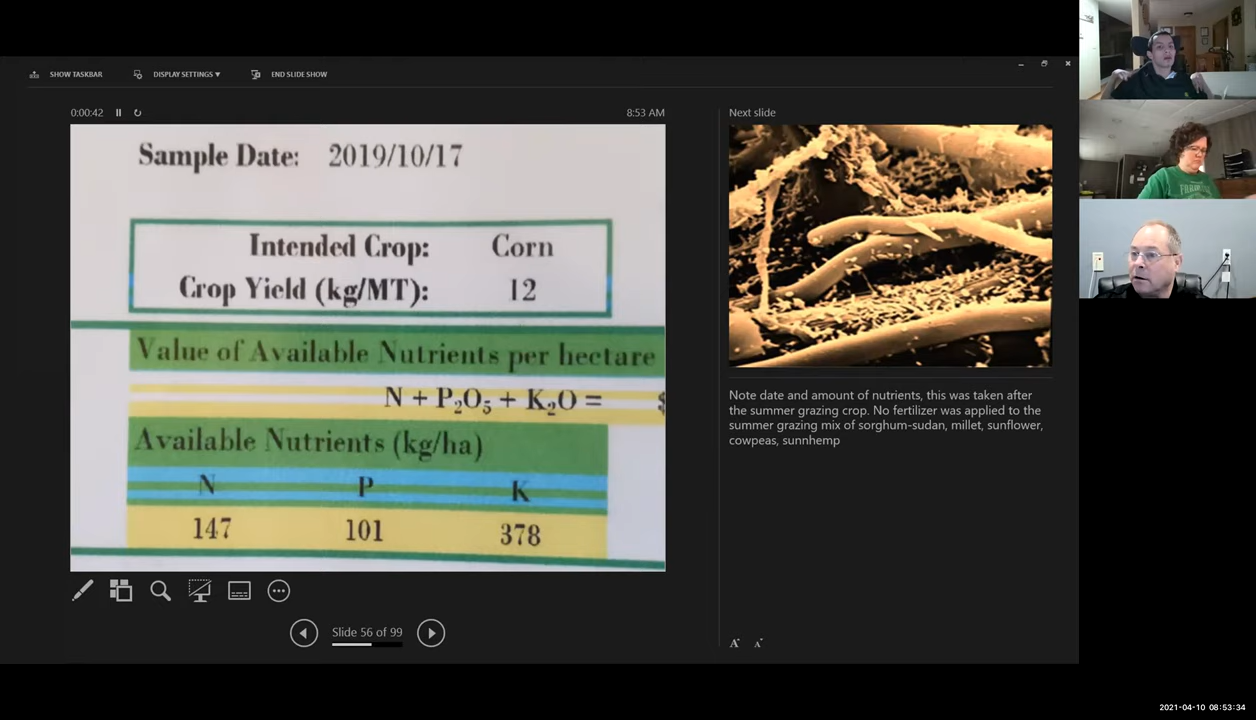 SHOW TASKBAR DISPLAY SETTINGS ▼ END SLIDE SHOW
0:00:42 8:53 AM
Sample Date: 2019/10/17
Intended Crop: Corn
Crop Yield (kg/MT): 12
Value of Available Nutrients per hectare
N + P₂O₅ + K₂O = $
Available Nutrients (kg/ha)
N P K
147 101 378
Slide 56 of 99
Next slide
Note date and amount of nutrients, this was taken after
the summer grazing crop. No fertilizer was applied to the
summer grazing mix of sorghum-sudan, millet, sunflower,
cowpeas, sunnhemp
A A
2021-04-10 08:53:34